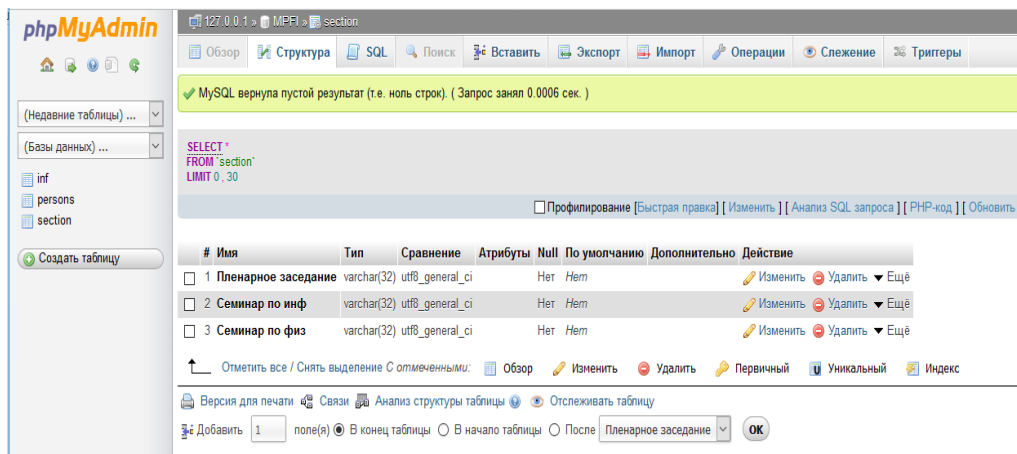 phpMyAdmin
(Недавние таблицы) ...
(Базы данных) ...
inf
persons
section
Создать таблицу
127.0.0.1 » MPFI » section
Обзор Структура SQL Поиск Вставить Экспорт Импорт Операции Слежение Триггеры
MySQL вернула пустой результат (т.е. ноль строк). ( Запрос занял 0.0006 сек. )
SELECT *
FROM `section`
LIMIT 0 , 30
Профилирование [Быстрая правка] [ Изменить ] [ Анализ SQL запроса ] [ PHP-код ] [ Обновить
# Имя Тип Сравнение Атрибуты Null По умолчанию Дополнительно Действие
1 Пленарное заседание varchar(32) utf8_general_ci Нет Нет Изменить Удалить Ещё
2 Семинар по инф varchar(32) utf8_general_ci Нет Нет Изменить Удалить Ещё
3 Семинар по физ varchar(32) utf8_general_ci Нет Нет Изменить Удалить Ещё
Отметить все / Снять выделение С отмеченными: Обзор Изменить Удалить Первичный Уникальный Индекс
Версия для печати Связи Анализ структуры таблицы Отслеживать таблицу
Добавить 1 поле(я) В конец таблицы В начало таблицы После Пленарное заседание OK